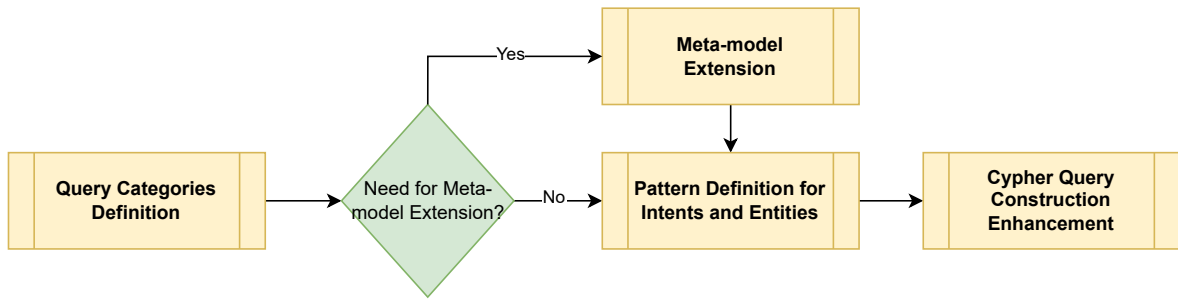 Query Categories
Definition
Need for Meta-
model Extension?
Yes
Meta-model
Extension
No
Pattern Definition for
Intents and Entities
Cypher Query
Construction
Enhancement